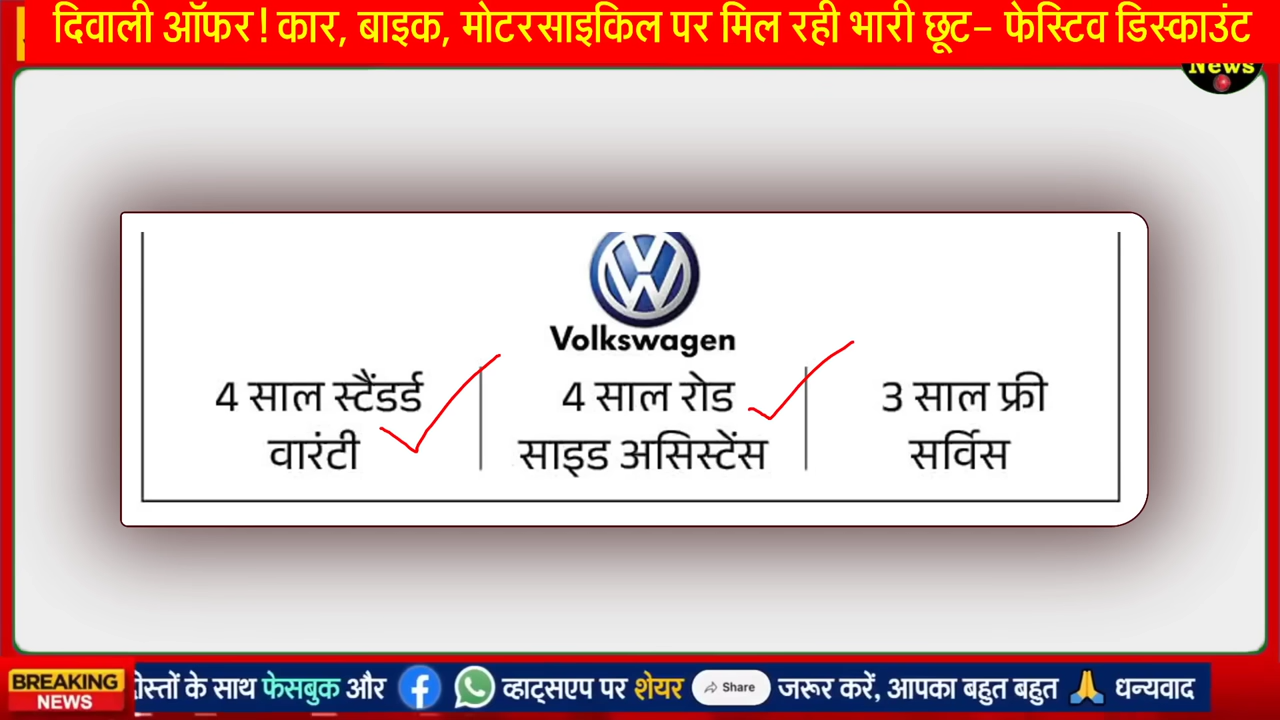 दिवाली ऑफर! कार, बाइक, मोटरसाइकिल पर मिल रही भारी छूट- फेस्टिव डिस्काउंट
News
Volkswagen
4 साल स्टैंडर्ड
वारंटी
4 साल रोड
साइड असिस्टेंस
3 साल फ्री
सर्विस
BREAKING
NEWS
के साथ फेसबुक और व्हाट्सएप पर शेयर Share जरूर करें, आपका बहुत बहुत 🙏 धन्यवाद